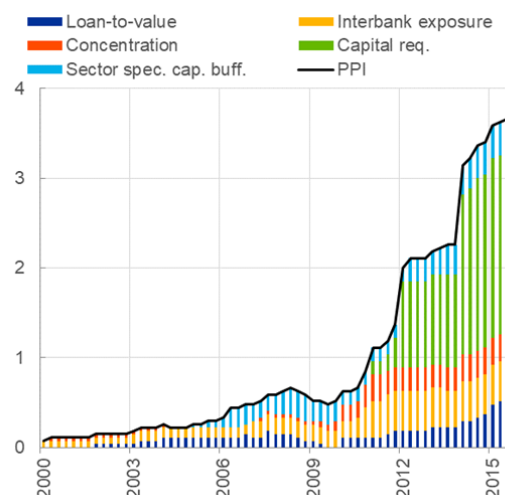 Loan-to-value Interbank exposure
Concentration Capital req.
Sector spec. cap. buff. PPI
4
3
2
1
0
2000 2003 2006 2009 2012 2015